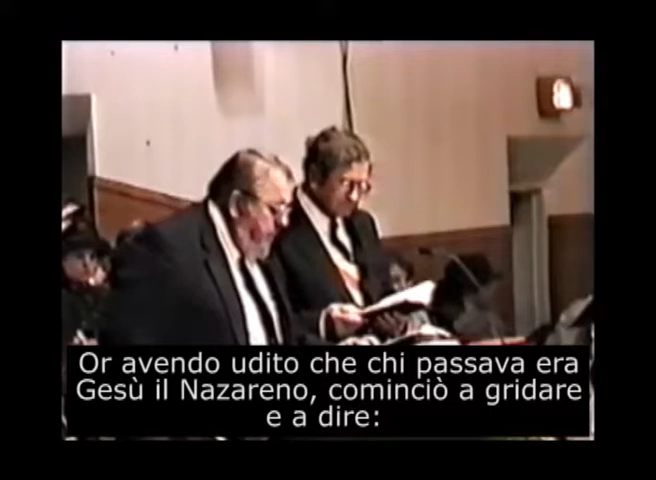 Or avendo udito che chi passava era
Gesù il Nazareno, cominciò a gridare
e a dire: